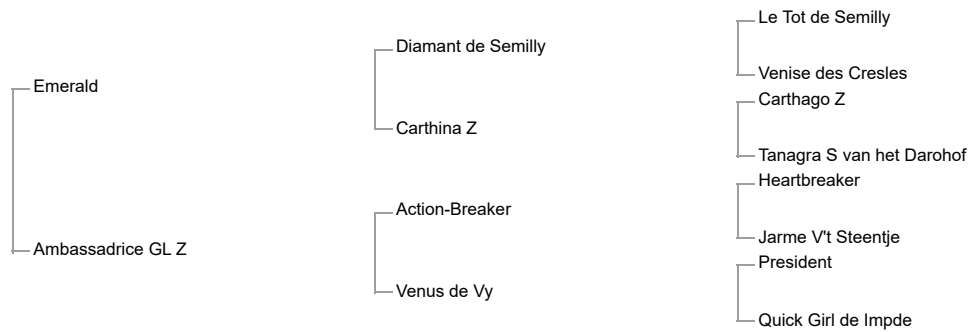 Le Tot de Semilly
Diamant de Semilly
Venise des Cresles
Emerald
Carthago Z
Carthina Z
Tanagra S van het Darohof
Heartbreaker
Action-Breaker
Jarme V't Steentje
Ambassadrice GL Z
President
Venus de Vy
Quick Girl de Impde